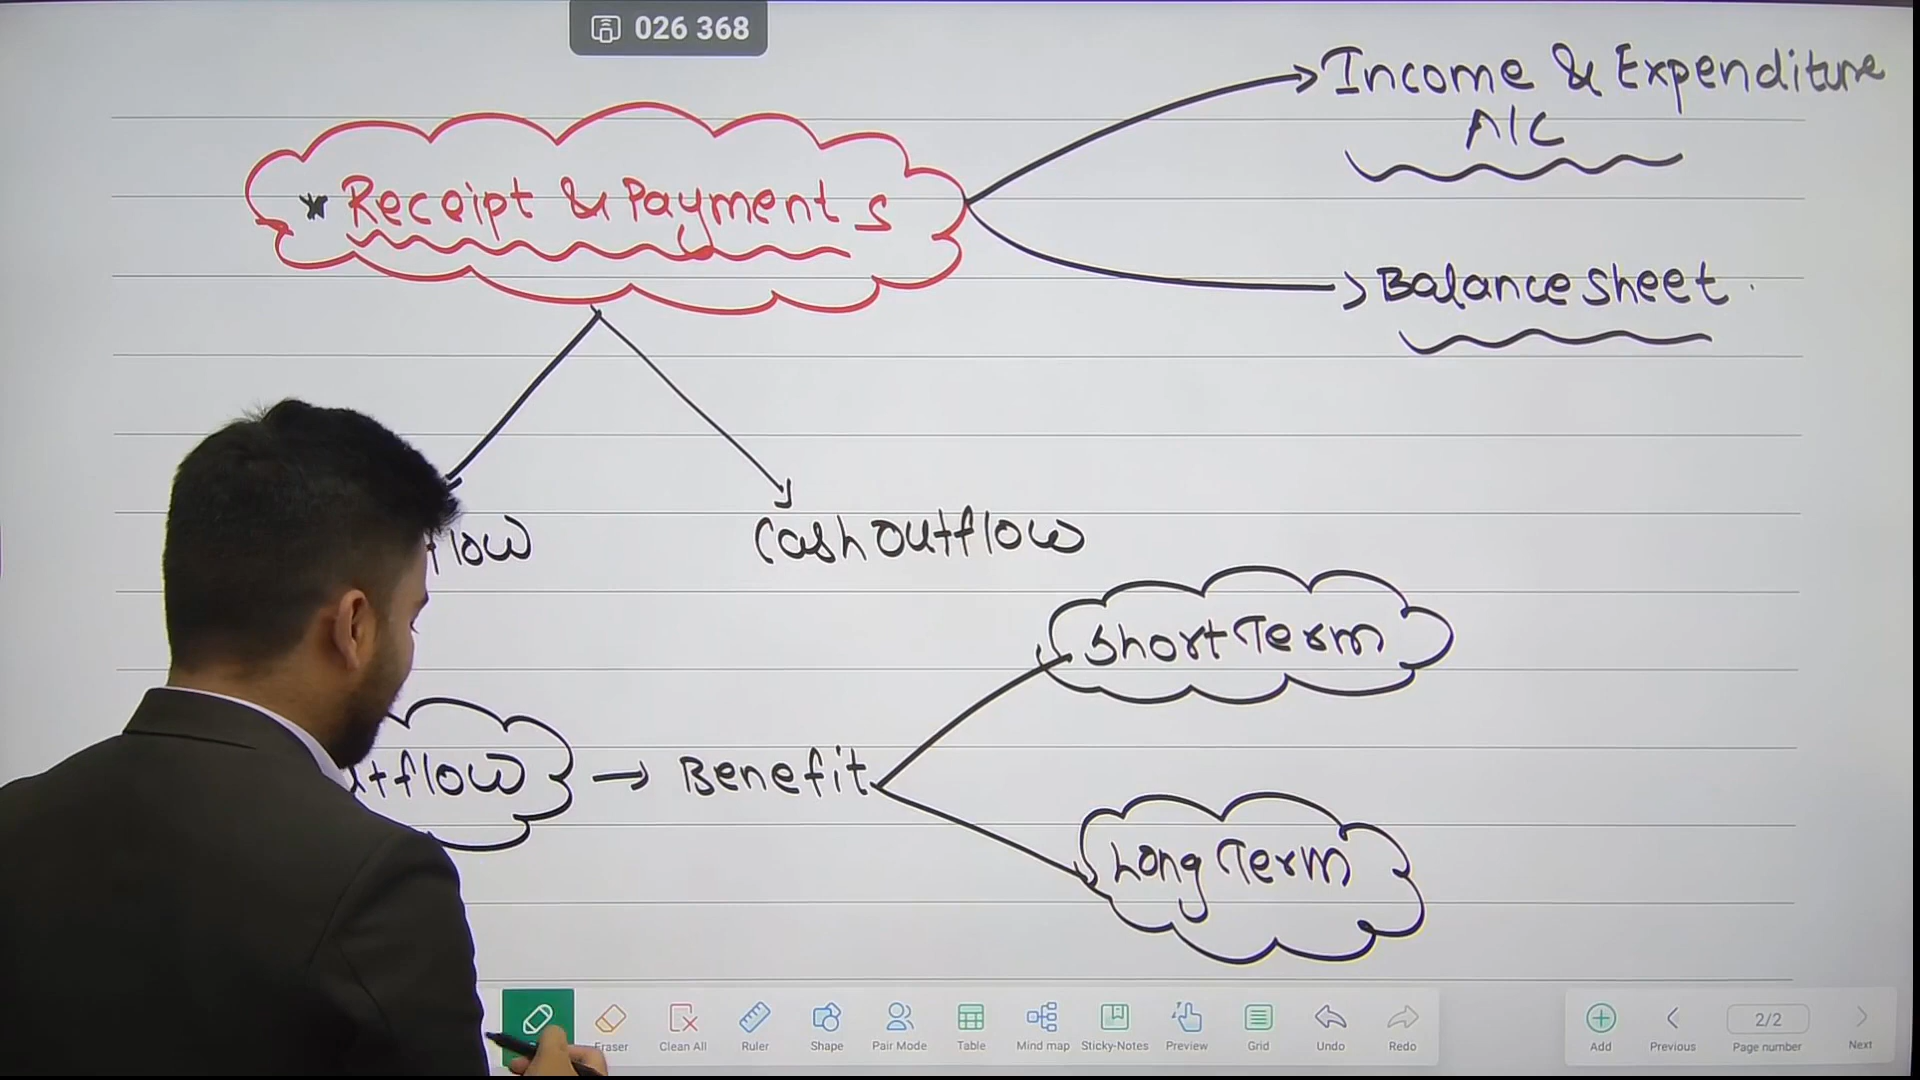 026 368
Income & Expenditure
A/C
* Receipt & Payments
Balance sheet
flow
Cash outflow
Short Term
outflow → Benefit
Long Term
Eraser
Clean All
Ruler
Shape
Pair Mode
Table
Mind map
Sticky-Notes
Preview
Grid
Undo
Redo
Add
Previous
2/2
Page number
Next